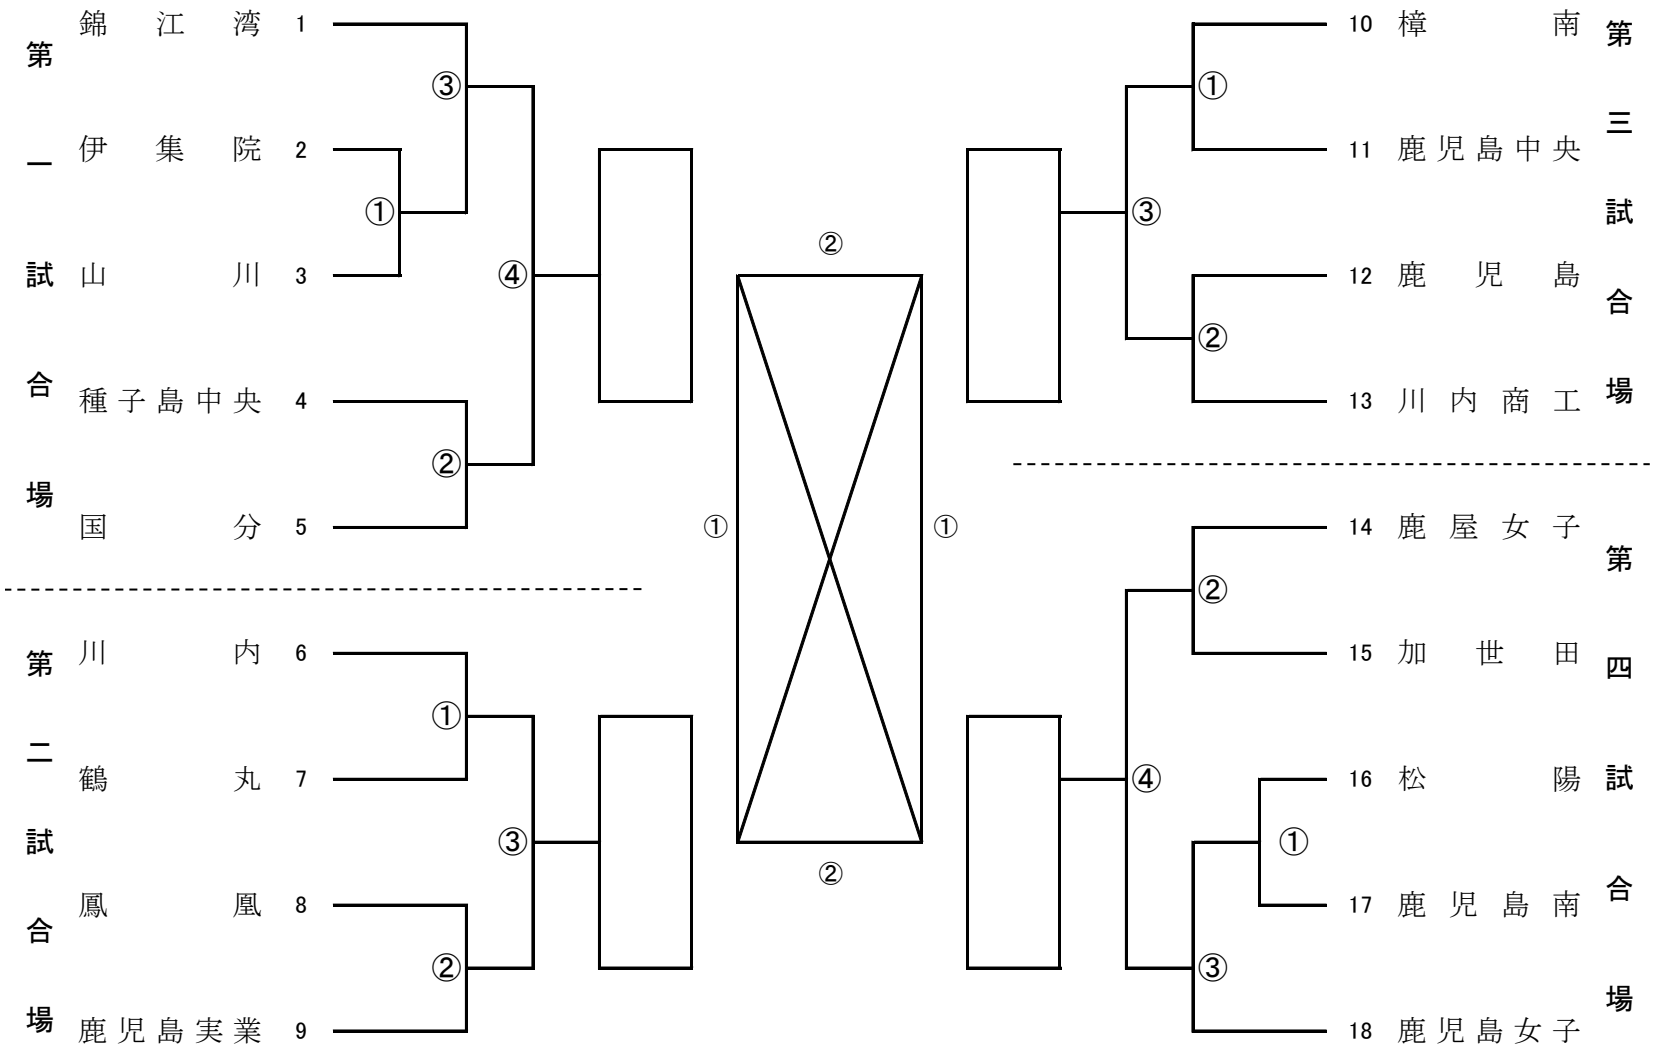 第一試合場
錦江湾 1
伊集院 2
山川 3
種子島中央 4
国分 5
③
①
④
②
第二試合場
川内 6
鶴丸 7
鳳凰 8
鹿児島実業 9
①
③
②
②
①
①
②
第三試合場
10 樟南
11 鹿児島中央
12 鹿児島
13 川内商工
①
③
②
第四試合場
14 鹿屋女子
15 加世田
16 松陽
17 鹿児島南
18 鹿児島女子
②
④
①
③